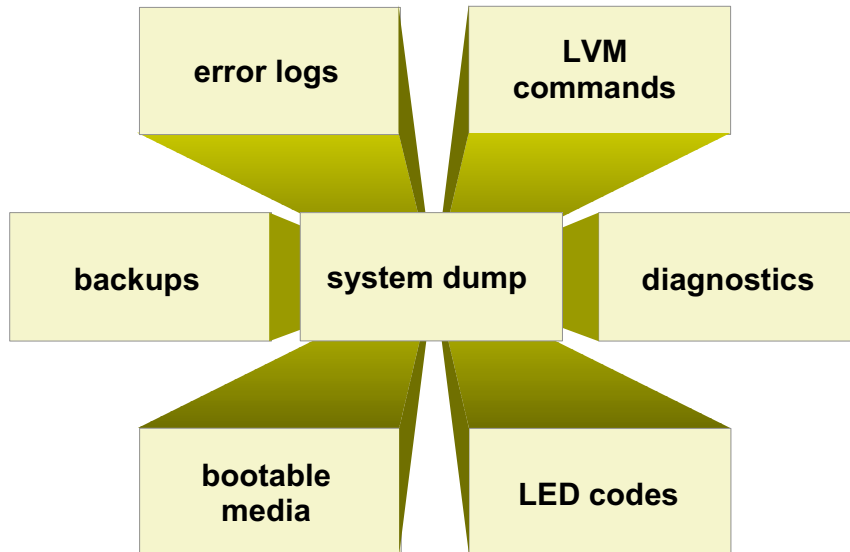 error logs
LVM
commands
backups
system dump
diagnostics
bootable
media
LED codes